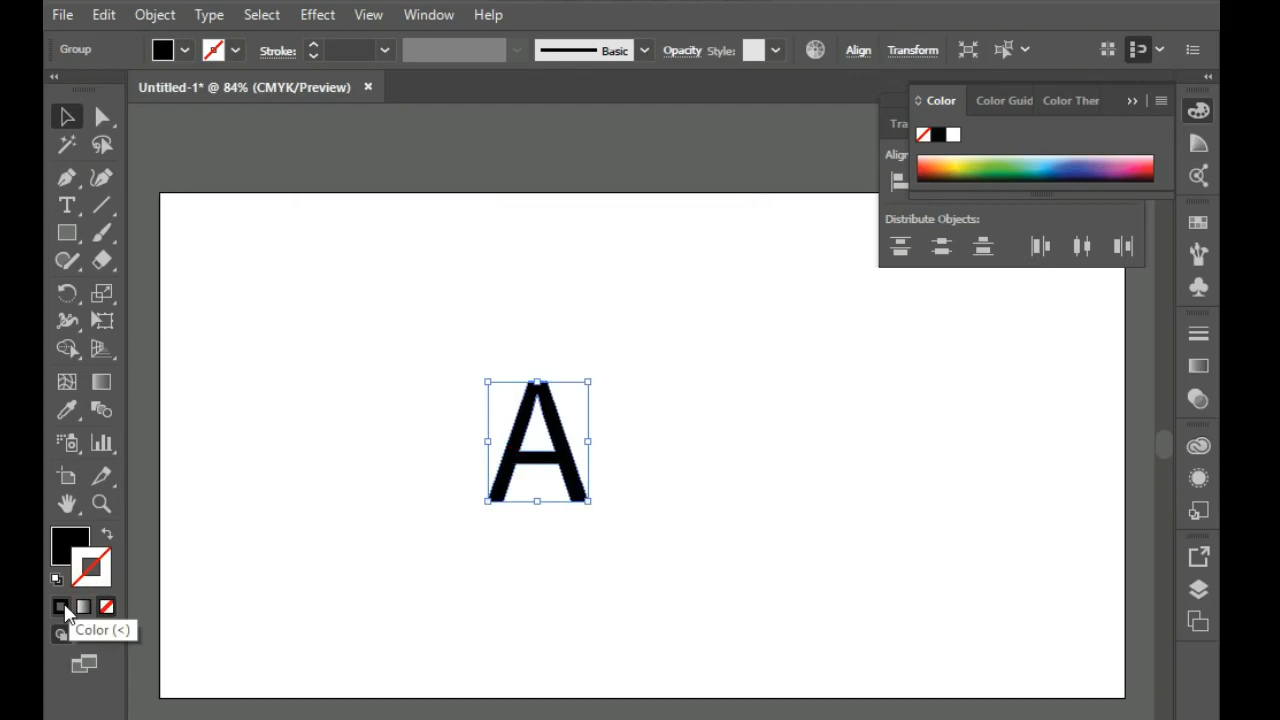 File Edit Object Type Select Effect View Window Help
Group Stroke: Basic Opacity Style: Align Transform
Untitled-1* @ 84% (CMYK/Preview) ×
Color Color Guid Color Ther
Tra
Alig
Distribute Objects:
A
T
Color (<)